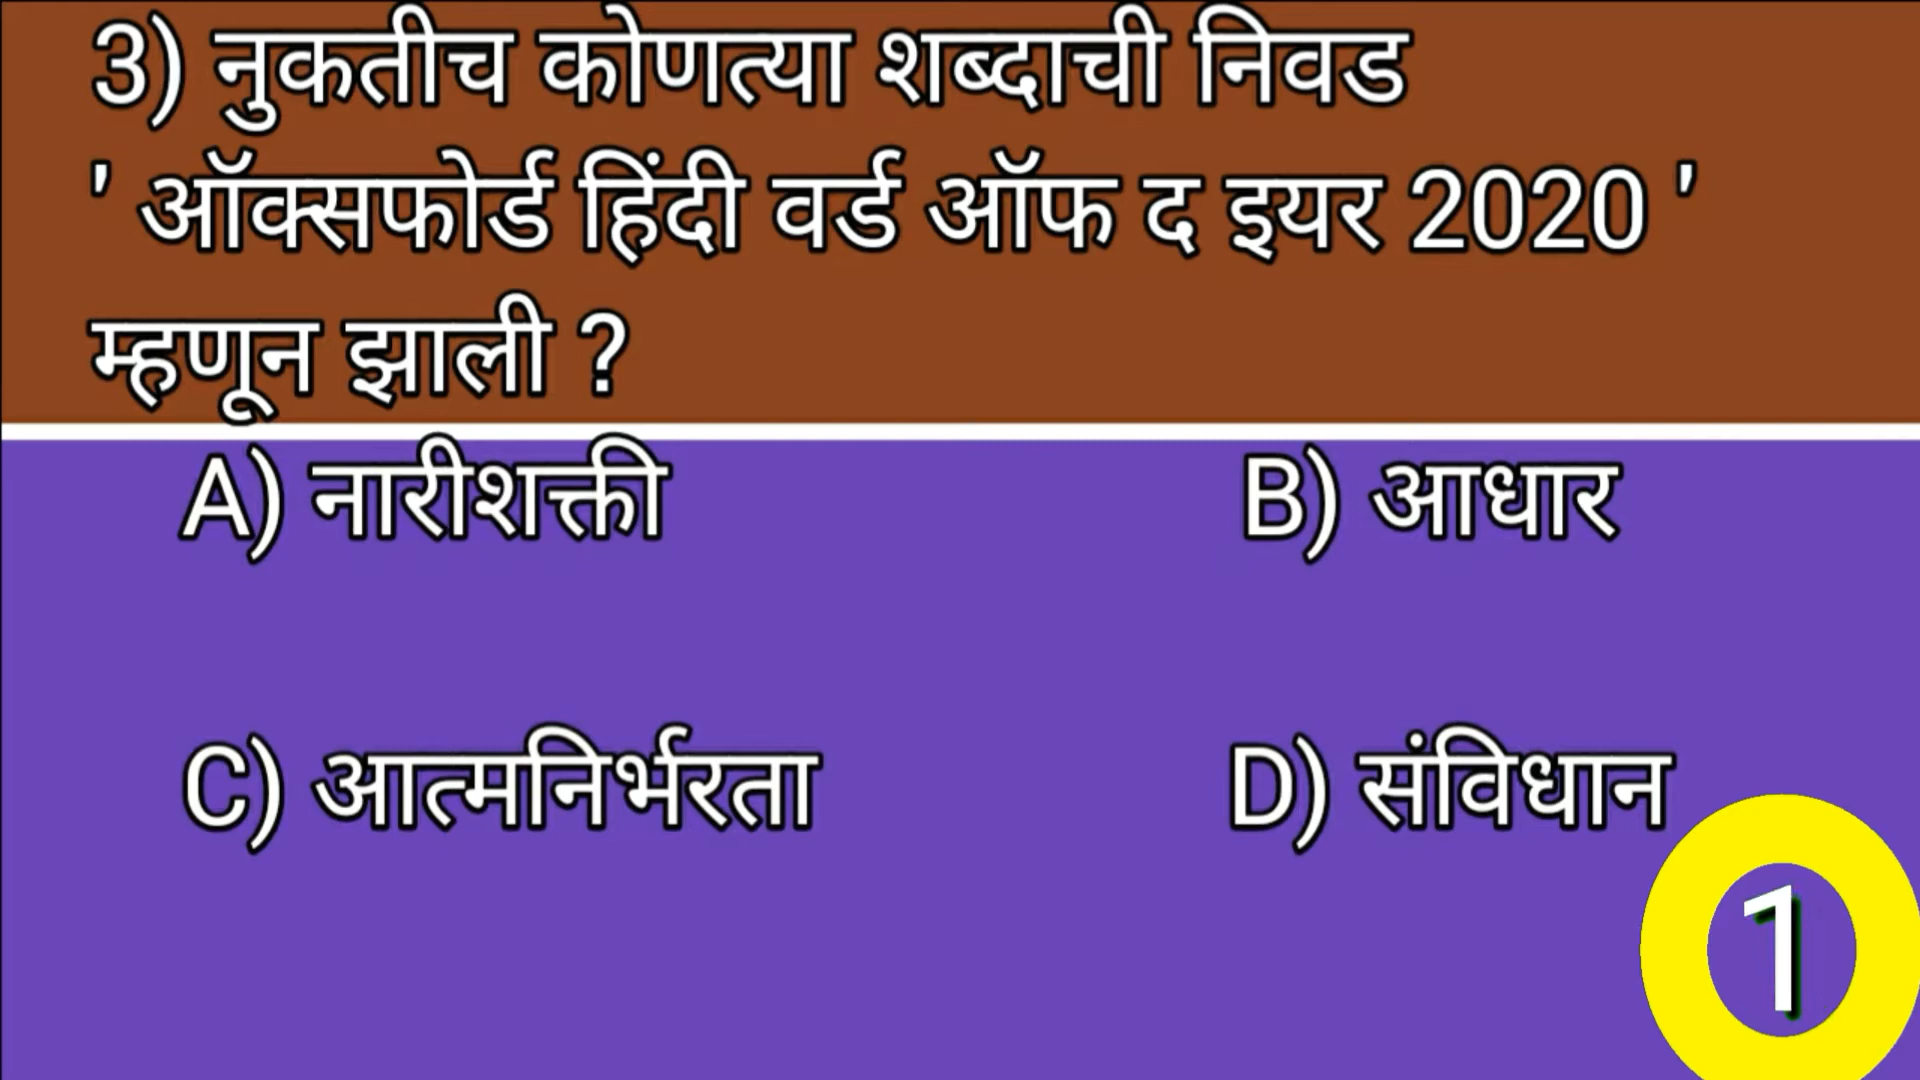 3) नुकतीच कोणत्या शब्दाची निवड
' ऑक्सफोर्ड हिंदी वर्ड ऑफ द इयर 2020 '
म्हणून झाली ?
A) नारीशक्ती B) आधार
C) आत्मनिर्भरता D) संविधान
1